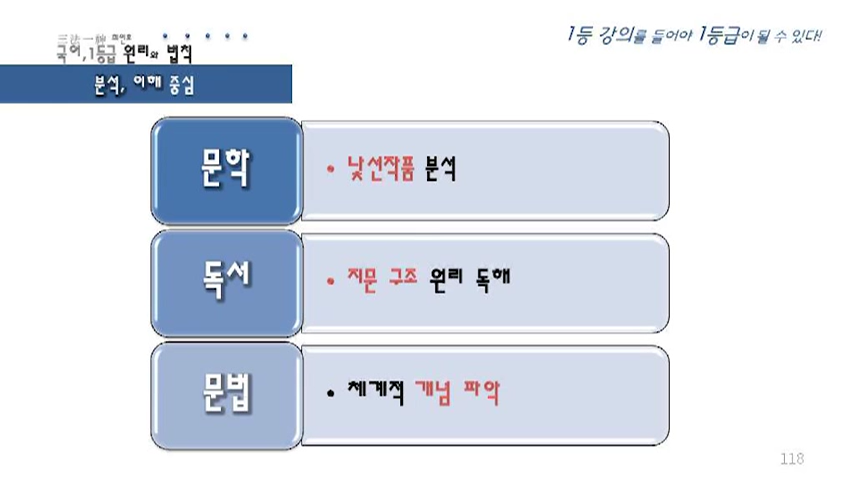 1등 강의를 들어야 1등급이 될 수 있다!
국어,1등급 원리와 법칙
분석, 이해 중심
문학
• 낯선작품 분석
독서
• 지문 구조 원리 독해
문법
• 체계적 개념 파악
118